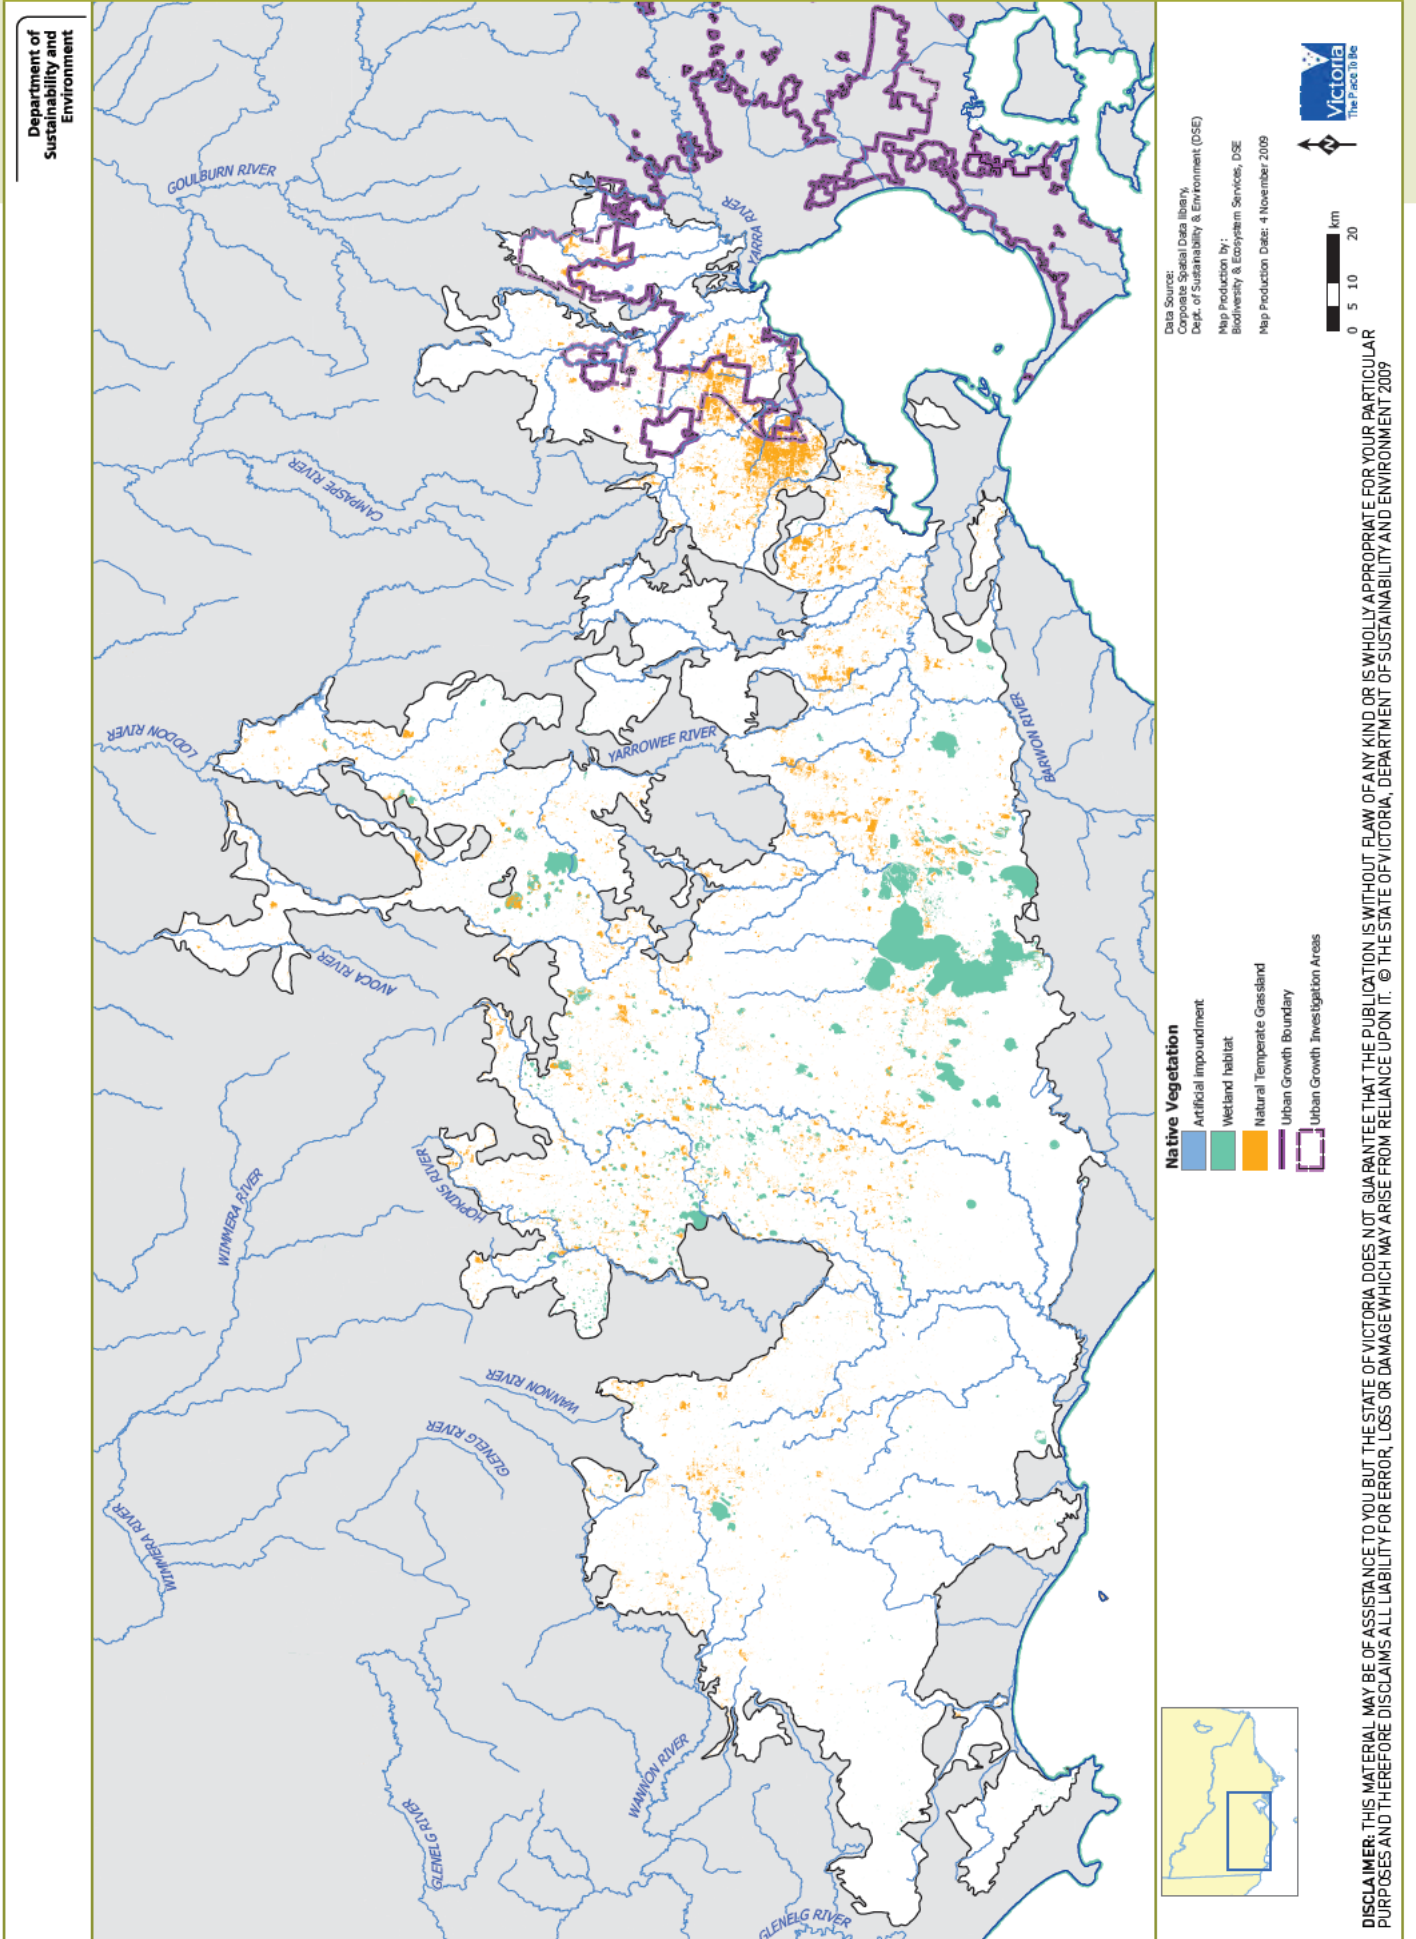 Department of
Sustainability and
Environment
WIMMERA RIVER
GLENELG RIVER
GLENELG RIVER
WANNON RIVER
GLENELG RIVER
WANNON RIVER
WIMMERA RIVER
HOPKINS RIVER
AVOCA RIVER
LODDON RIVER
YARROWEE RIVER
BARWON RIVER
CAMPASPE RIVER
GOULBURN RIVER
YARRA RIVER
Native Vegetation
Artificial impoundment
Wetland habitat
Natural Temperate Grassland
Urban Growth Boundary
Urban Growth Investigation Areas
Data Source:
Corporate Spatial Data library,
Dept. of Sustainability & Environment (DSE)
Map Production by:
Biodiversity & Ecosystem Services, DSE
Map Production Date: 4 November 2009
N
Victoria
The Place To Be
km
0 5 10 20
DISCLAIMER: THIS MATERIAL MAY BE OF ASSISTANCE TO YOU BUT THE STATE OF VICTORIA DOES NOT GUARANTEE THAT THE PUBLICATION IS WITHOUT FLAW OF ANY KIND OR IS WHOLLY APPROPRIATE FOR YOUR PARTICULAR
PURPOSES AND THEREFORE DISCLAIMS ALL LIABILITY FOR ERROR, LOSS OR DAMAGE WHICH MAY ARISE FROM RELIANCE UPON IT. © THE STATE OF VICTORIA, DEPARTMENT OF SUSTAINABILITY AND ENVIRONMENT 2009